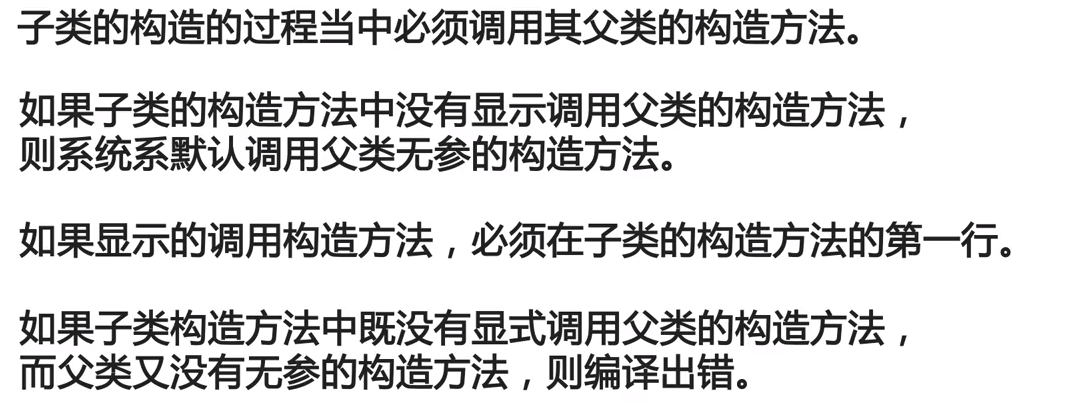 子类的构造的过程当中必须调用其父类的构造方法。
如果子类的构造方法中没有显示调用父类的构造方法，
则系统系默认调用父类无参的构造方法。
如果显示的调用构造方法，必须在子类的构造方法的第一行。
如果子类构造方法中既没有显式调用父类的构造方法，
而父类又没有无参的构造方法，则编译出错。